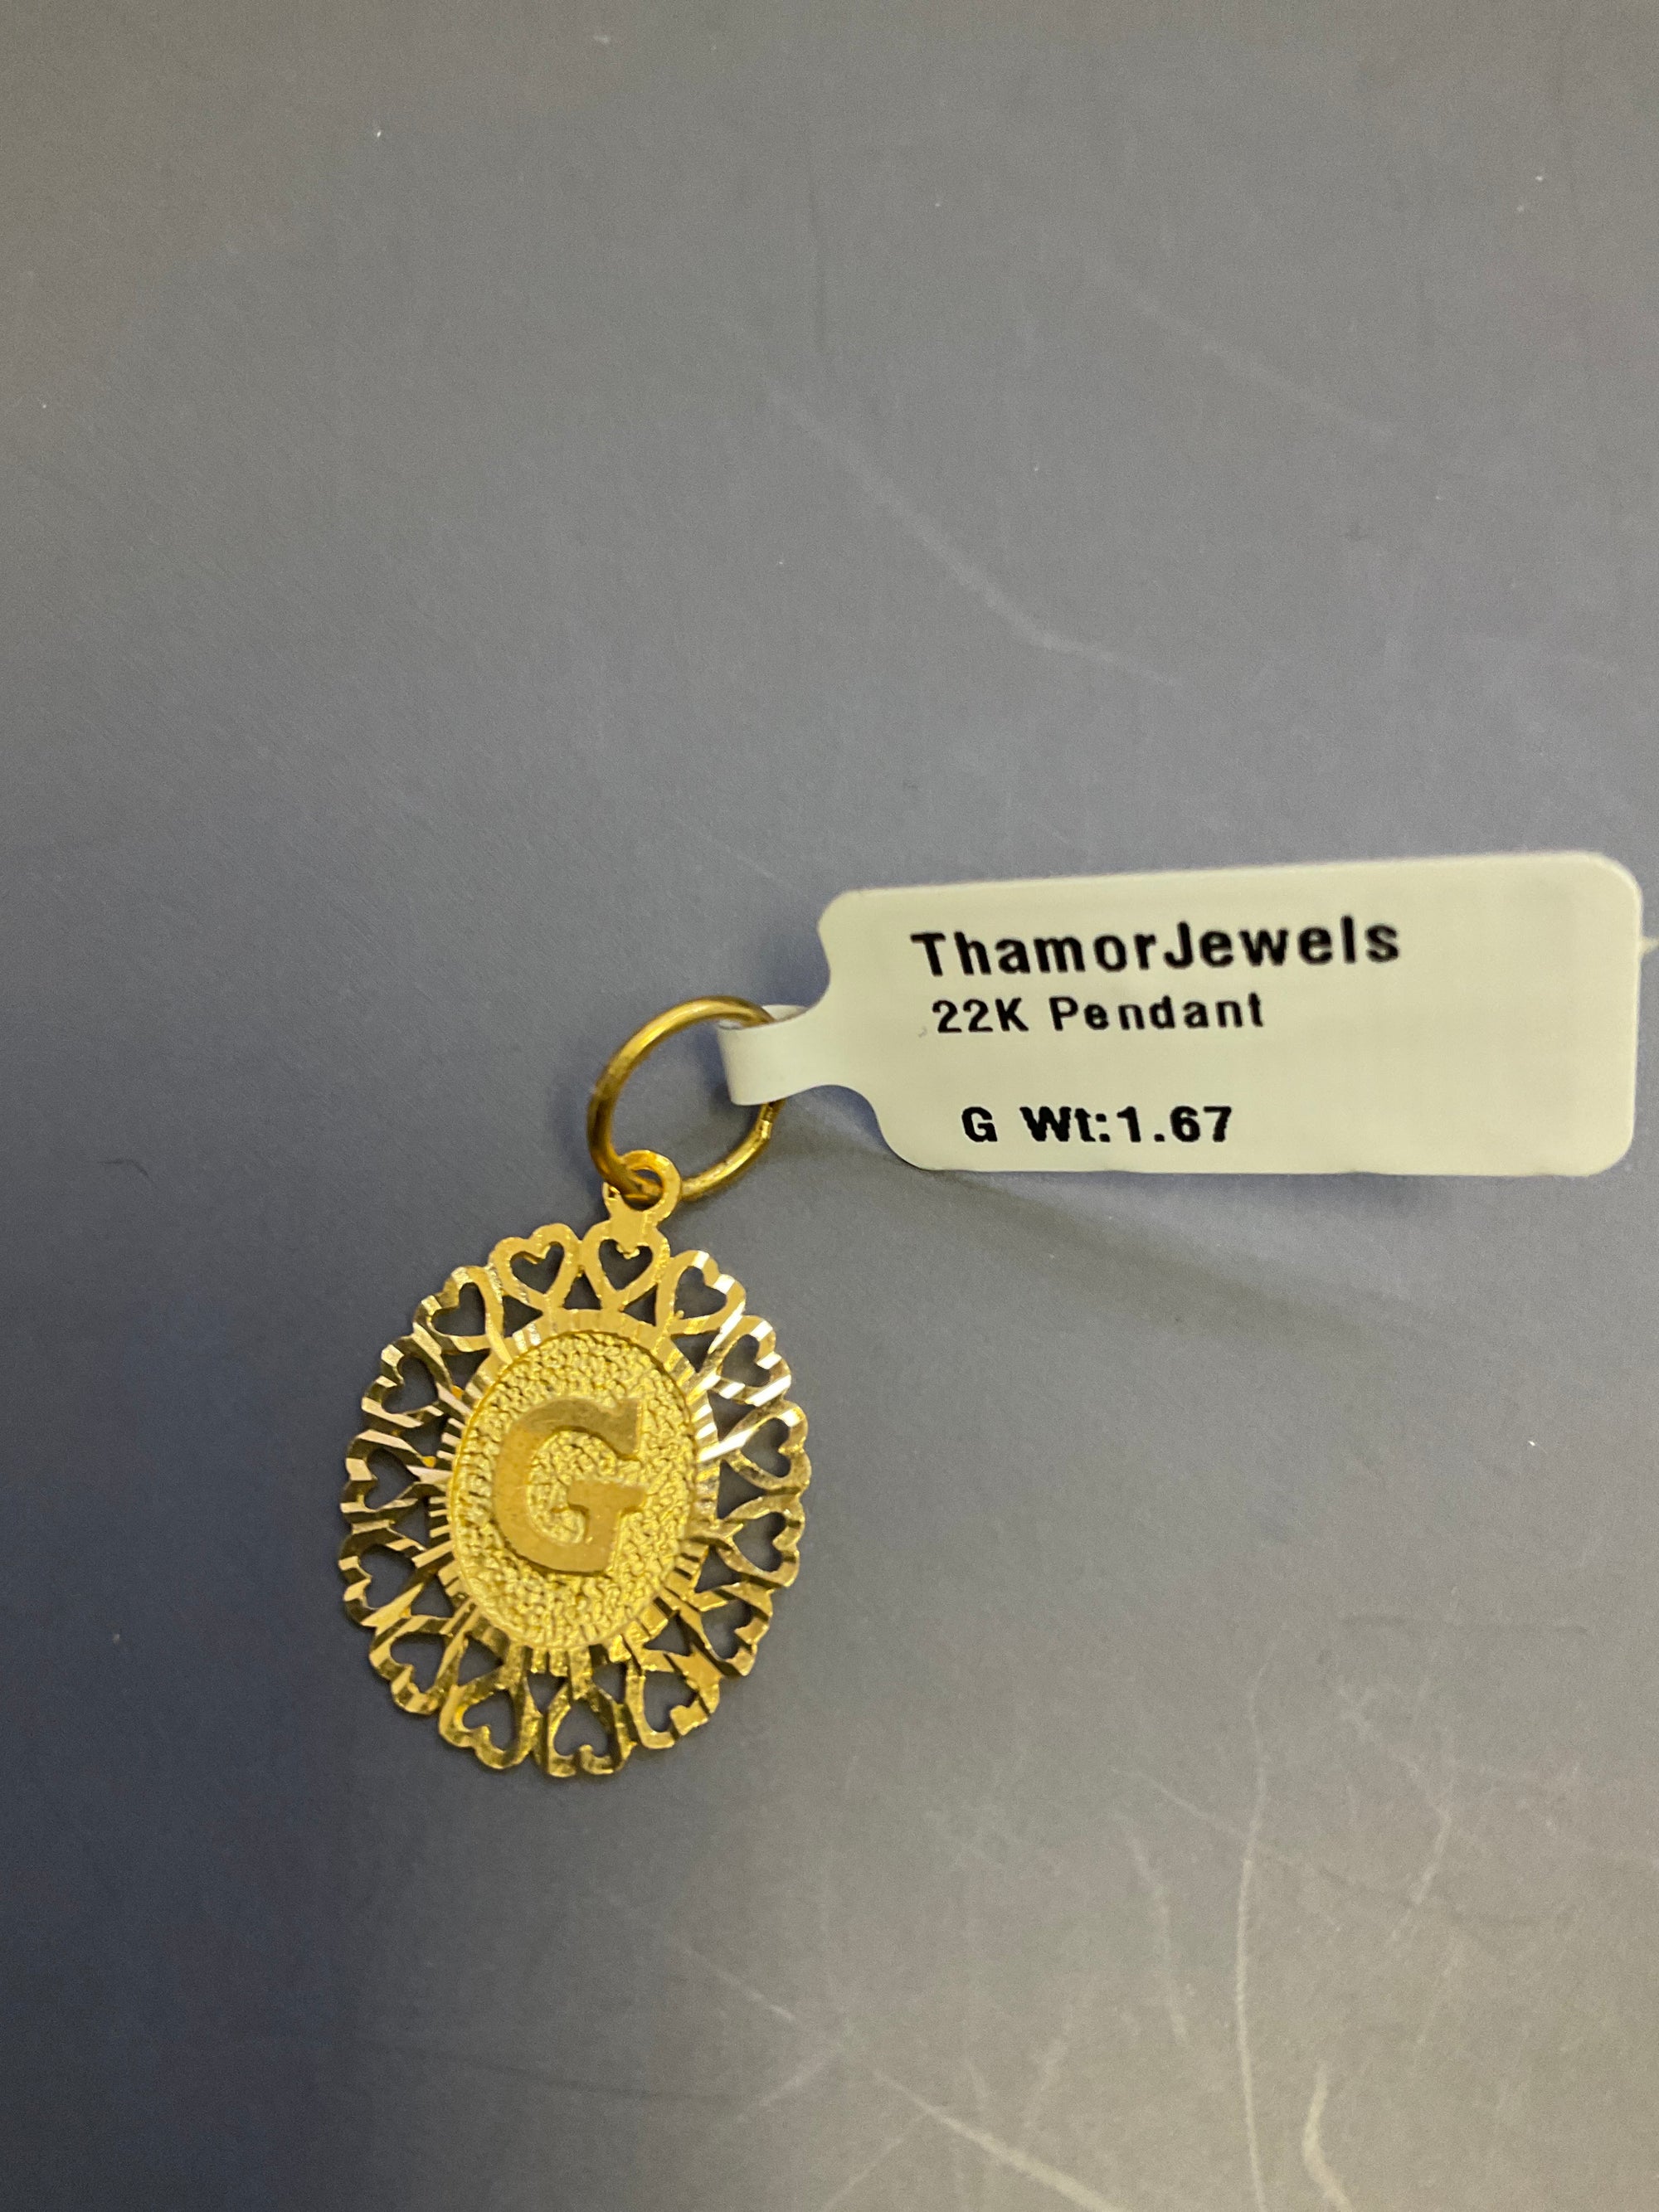 ThamorJewels
22K Pendant
G Wt:1.67
G